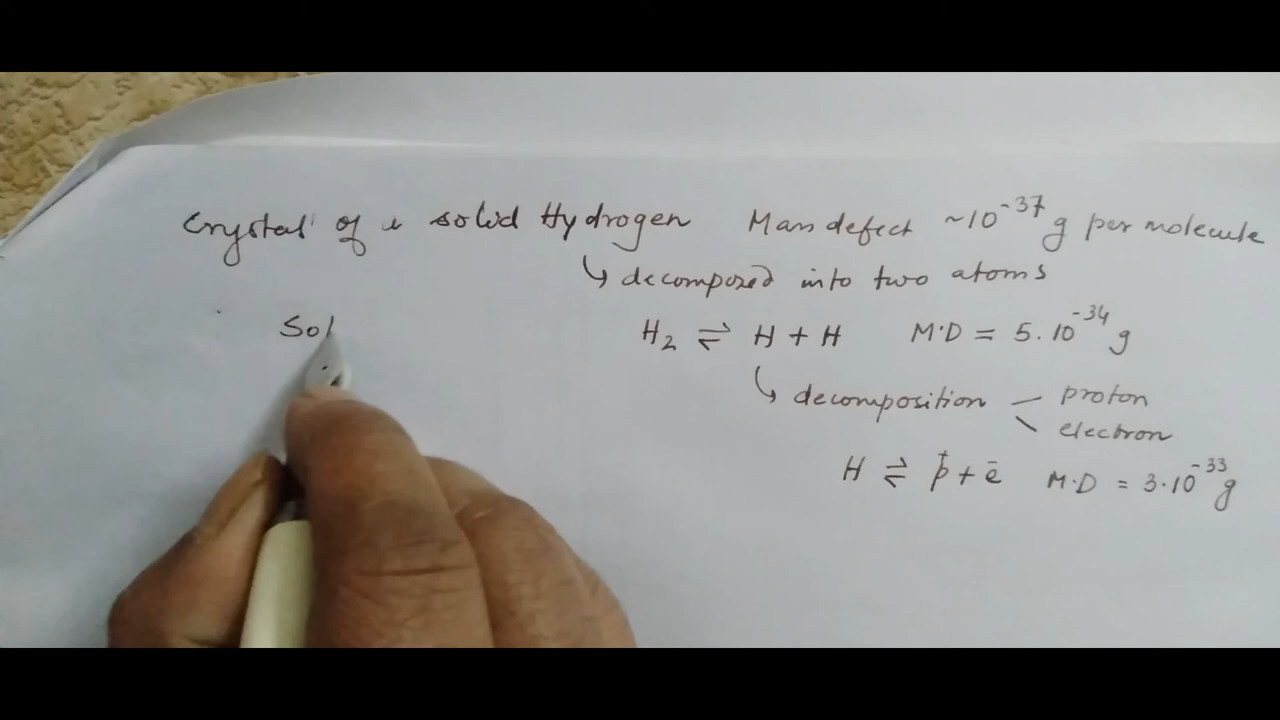 Crystal of a solid Hydrogen Mass defect ~10⁻³⁷ g per molecule
↳ decomposed into two atoms
Sol
H₂ ⇌ H + H M.D = 5.10⁻³⁴ g
↳ decomposition — proton
\ electron
H ⇌ p⁺ + e⁻ M.D = 3.10⁻³³ g